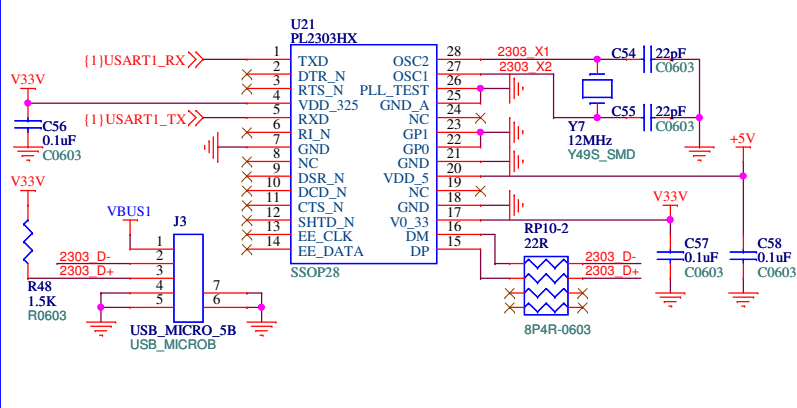 U21
PL2303HX
{1}USART1_RX
1 TXD OSC2 28 2303_X1 C54 22pF
C0603
2 DTR_N OSC1 27 2303_X2
V33V
3 RTS_N PLL_TEST 26
4 VDD_325 GND_A 25
C56
0.1uF
C0603
{1}USART1_TX
5 RXD NC 24 C55 22pF
C0603
6 RI_N GP1 23
Y7
12MHz
Y49S_SMD
7 GND GP0 22
+5V
8 NC GND 21
9 DSR_N VDD_5 20
V33V
10 DCD_N NC 19
V33V
11 CTS_N GND 18
VBUS1
J3
12 SHTD_N V0_33 17
13 EE_CLK DM 16
RP10-2
22R
14 EE_DATA DP 15
SSOP28
1
2303_D- 2
2303_D+ 3
4 7
5 6
R48
1.5K
R0603
USB_MICRO_5B
USB_MICROB
2303_D-
2303_D+
8P4R-0603
C57
0.1uF
C0603
C58
0.1uF
C0603